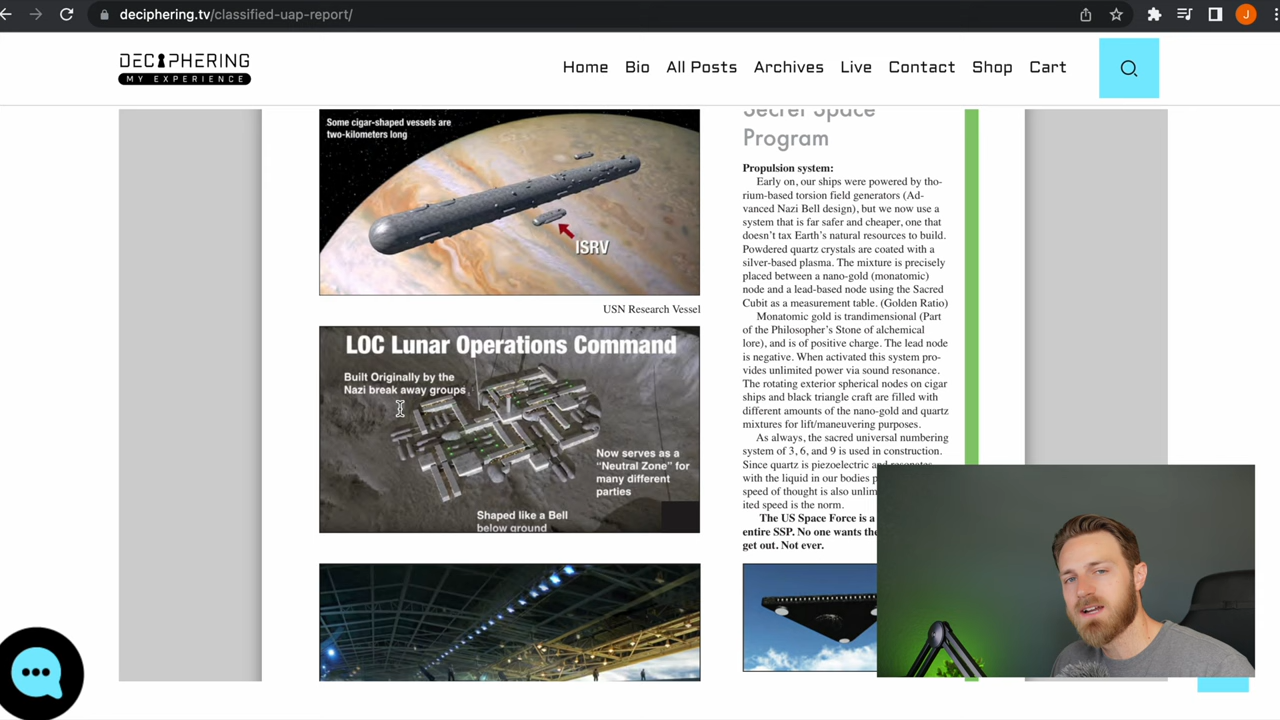 deciphering.tv/classified-uap-report/
J
DECIPHERING
MY EXPERIENCE
Home Bio All Posts Archives Live Contact Shop Cart
Some cigar-shaped vessels are
two-kilometers long
ISRV
USN Research Vessel
LOC Lunar Operations Command
Built Originally by the
Nazi break away groups
Now serves as a
"Neutral Zone" for
many different
parties
Shaped like a Bell
below ground
Secret Space
Program
Propulsion system:
Early on, our ships were powered by tho-
rium-based torsion field generators (Ad-
vanced Nazi Bell design), but we now use a
system that is far safer and cheaper, one that
doesn't tax Earth's natural resources to build.
Powdered quartz crystals are coated with a
silver-based plasma. The mixture is precisely
placed between a nano-gold (monatomic)
node and a lead-based node using the Sacred
Cubit as a measurement table. (Golden Ratio)
Monatomic gold is trandimensional (Part
of the Philosopher's Stone of alchemical
lore), and is of positive charge. The lead node
is negative. When activated this system pro-
vides unlimited power via sound resonance.
The rotating exterior spherical nodes on cigar
ships and black triangle craft are filled with
different amounts of the nano-gold and quartz
mixtures for lift/maneuvering purposes.
As always, the sacred universal numbering
system of 3, 6, and 9 is used in construction.
Since quartz is piezoelectric and resonates
with the liquid in our bodies
speed of thought is also unlim
ited speed is the norm.
The US Space Force is a
entire SSP. No one wants the
get out. Not ever.